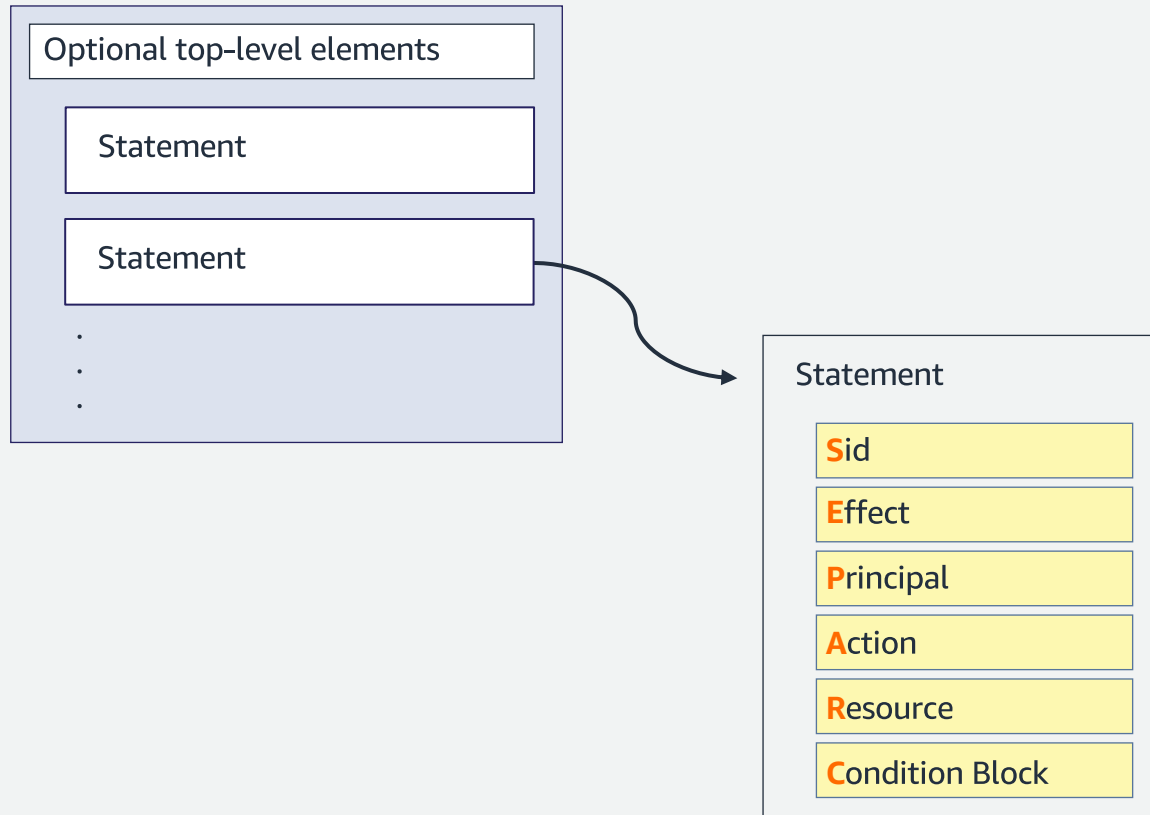 Optional top-level elements
Statement
Statement
.
.
.
Statement
Sid
Effect
Principal
Action
Resource
Condition Block